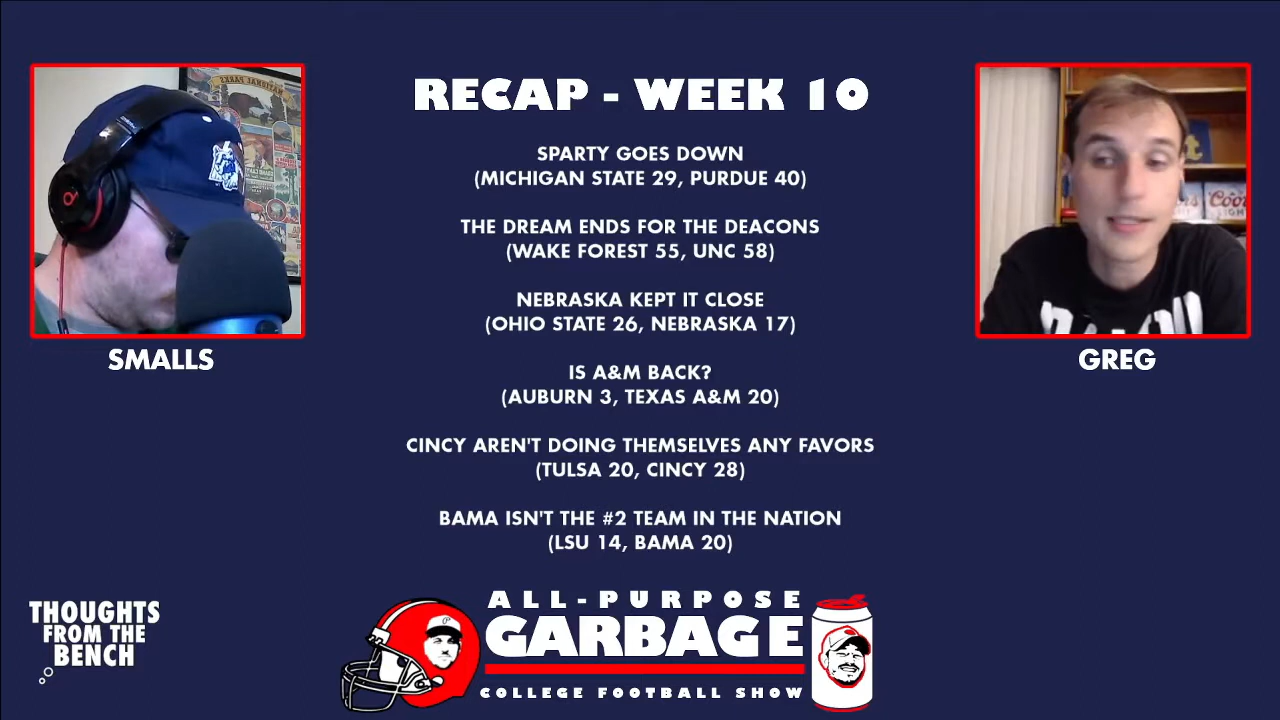 RECAP - WEEK 10
SPARTY GOES DOWN
(MICHIGAN STATE 29, PURDUE 40)
THE DREAM ENDS FOR THE DEACONS
(WAKE FOREST 55, UNC 58)
NEBRASKA KEPT IT CLOSE
(OHIO STATE 26, NEBRASKA 17)
IS A&M BACK?
(AUBURN 3, TEXAS A&M 20)
CINCY AREN'T DOING THEMSELVES ANY FAVORS
(TULSA 20, CINCY 28)
BAMA ISN'T THE #2 TEAM IN THE NATION
(LSU 14, BAMA 20)
SMALLS
GREG
THOUGHTS
FROM THE
BENCH
ALL-PURPOSE
GARBAGE
COLLEGE FOOTBALL SHOW